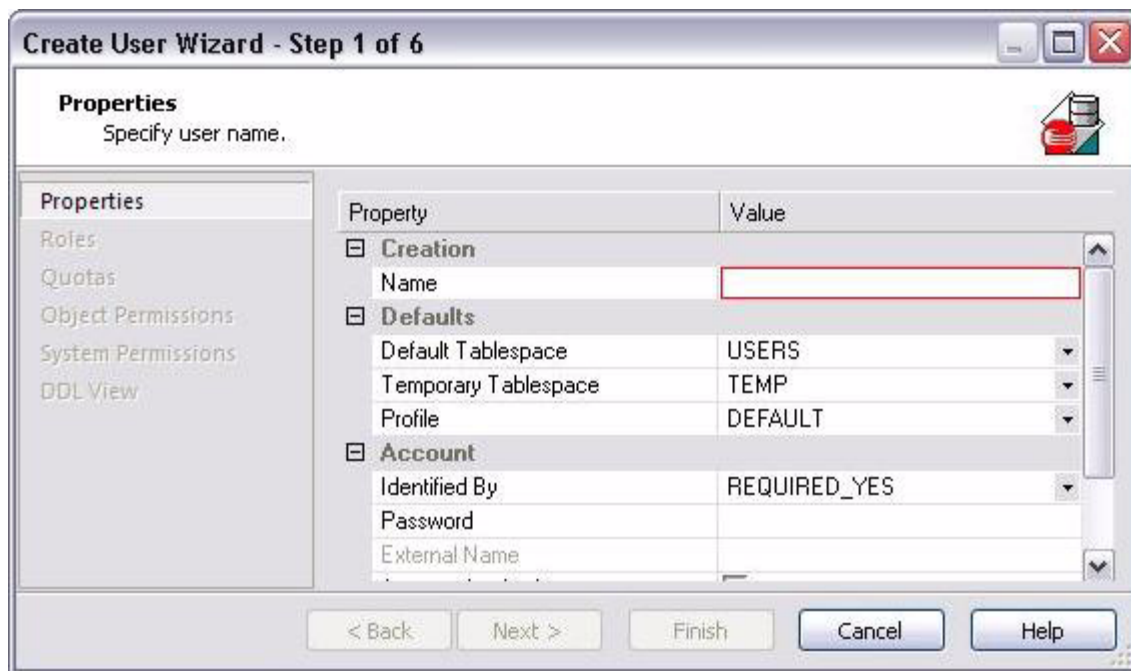 Create User Wizard - Step 1 of 6
Properties
Specify user name.
Properties
Roles
Quotas
Object Permissions
System Permissions
DDL View
Property Value
Creation
Name
Defaults
Default Tablespace USERS
Temporary Tablespace TEMP
Profile DEFAULT
Account
Identified By REQUIRED_YES
Password
External Name
< Back Next > Finish Cancel Help